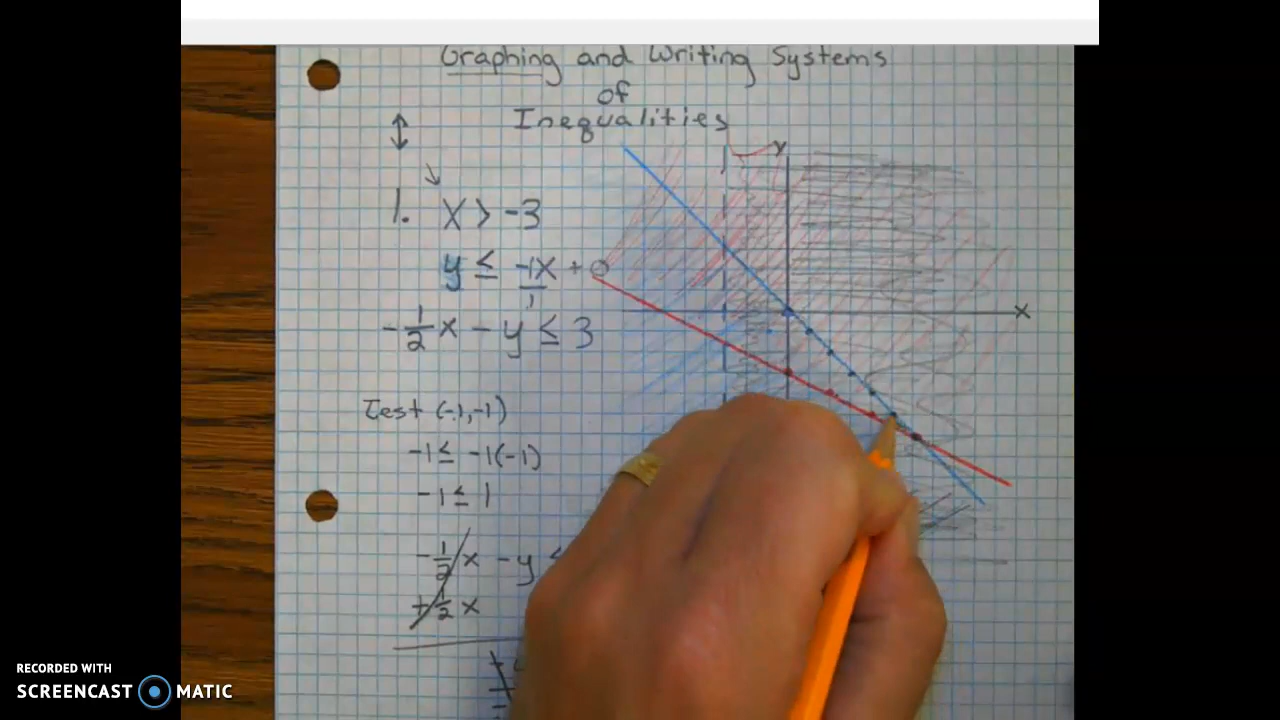 Graphing and Writing Systems
of
Inequalities
y
1. x > -3
y ≤ -1x + 0
1
x
-1/2x - y ≤ 3
Test (-1,-1)
-1 ≤ -1(-1)
-1 ≤ 1
-1/2x - y ≤
+1/2x
RECORDED WITH
SCREENCAST MATIC